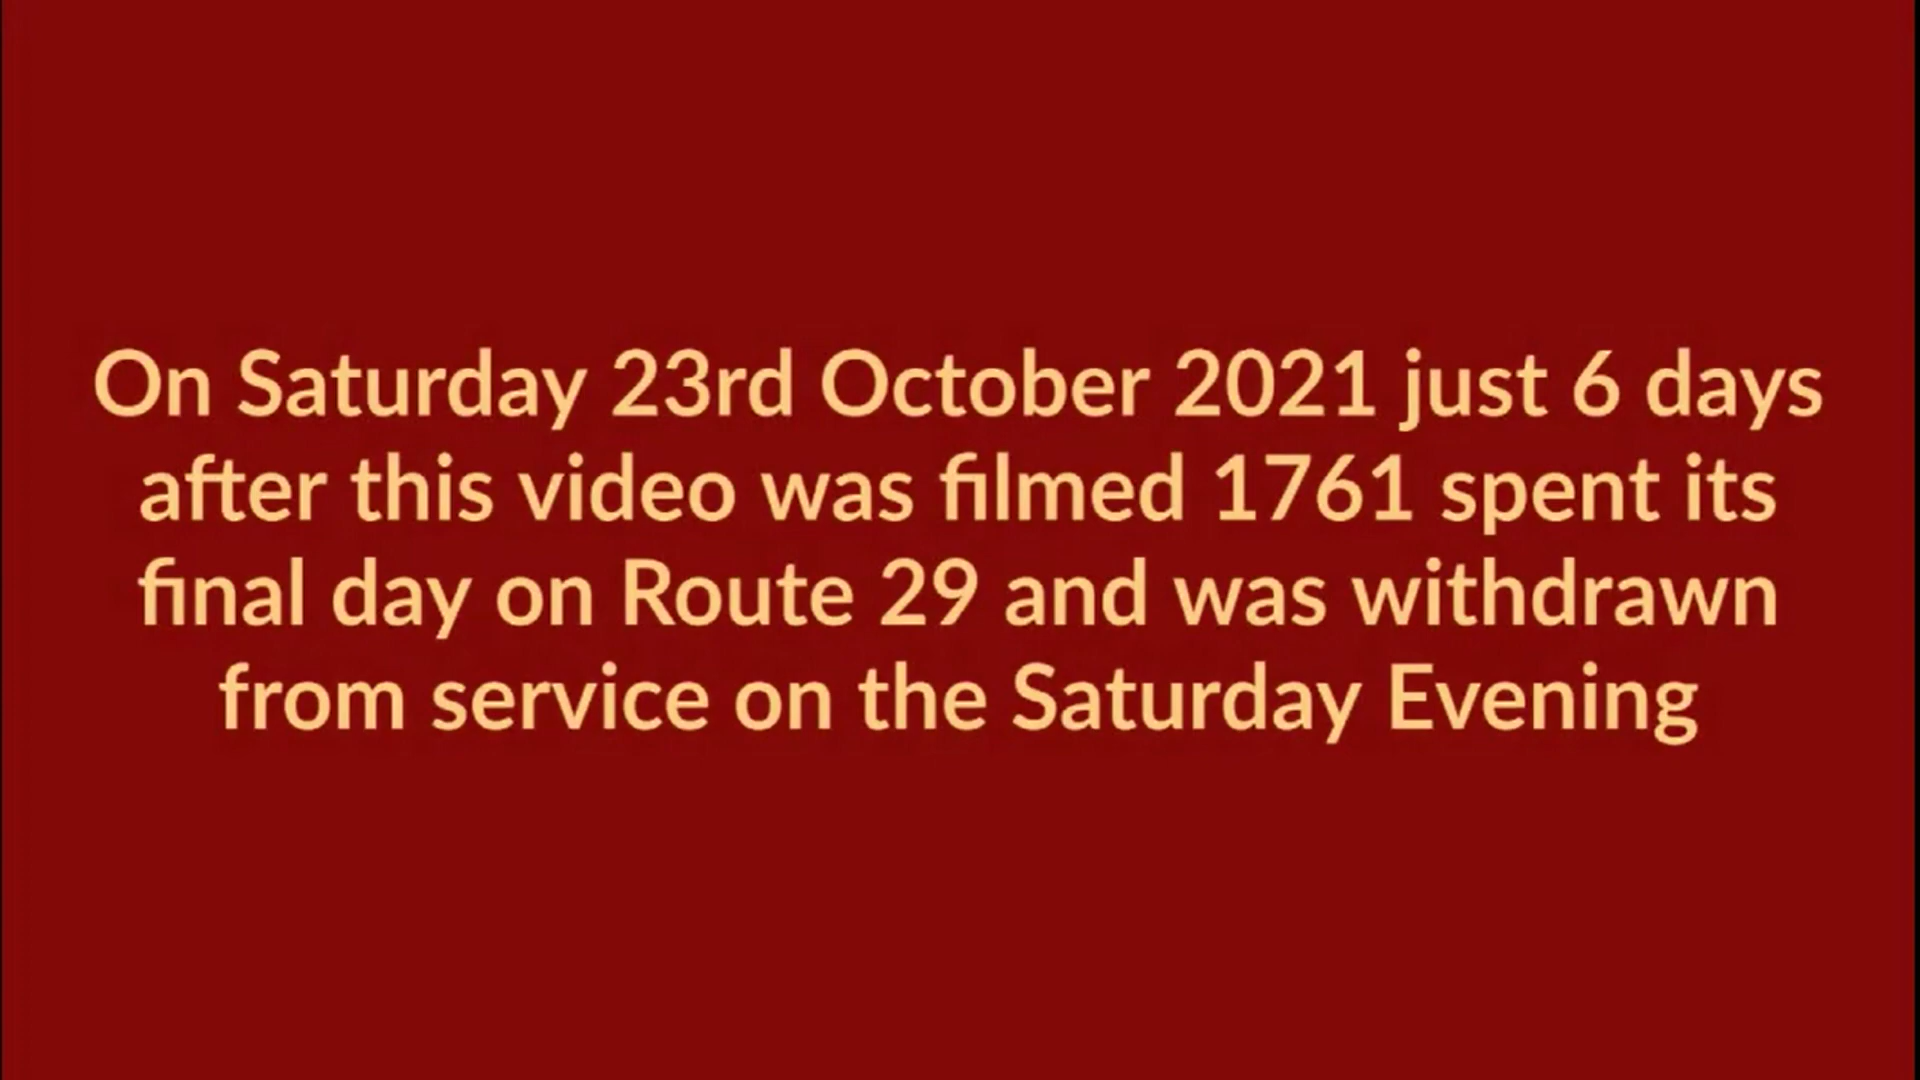 On Saturday 23rd October 2021 just 6 days
after this video was filmed 1761 spent its
final day on Route 29 and was withdrawn
from service on the Saturday Evening